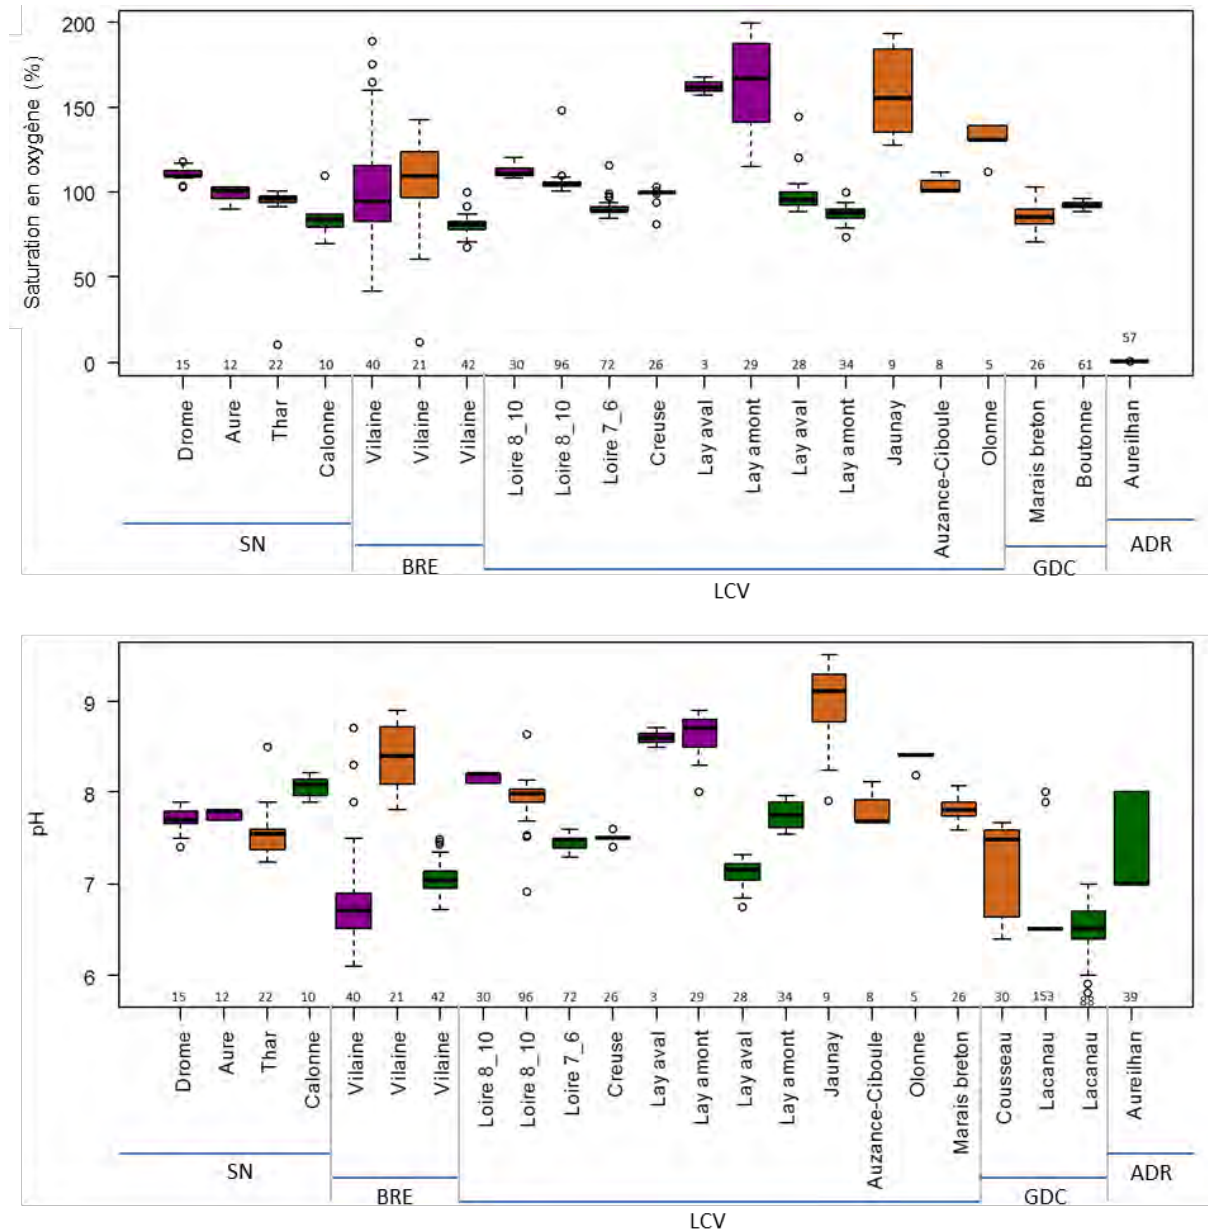 Saturation en oxygène (%)
200
150
100
50
0
15 12 22 10 40 21 42 30 96 72 26 3 29 28 34 9 8 5 26 61 57
Drome
Aure
Thar
Calonne
Vilaine
Vilaine
Vilaine
Loire 8_10
Loire 8_10
Loire 7_6
Creuse
Lay aval
Lay amont
Lay aval
Lay amont
Jaunay
Auzance-Ciboule
Olonne
Marais breton
Boutonne
Aureilhan
SN
BRE
LCV
GDC
ADR
pH
9
8
7
6
15 12 22 10 40 21 42 30 96 72 26 3 29 28 34 9 8 5 26 30 153 88 39
Drome
Aure
Thar
Calonne
Vilaine
Vilaine
Vilaine
Loire 8_10
Loire 8_10
Loire 7_6
Creuse
Lay aval
Lay amont
Lay aval
Lay amont
Jaunay
Auzance-Ciboule
Olonne
Marais breton
Cousseau
Lacanau
Lacanau
Aureilhan
SN
BRE
LCV
GDC
ADR